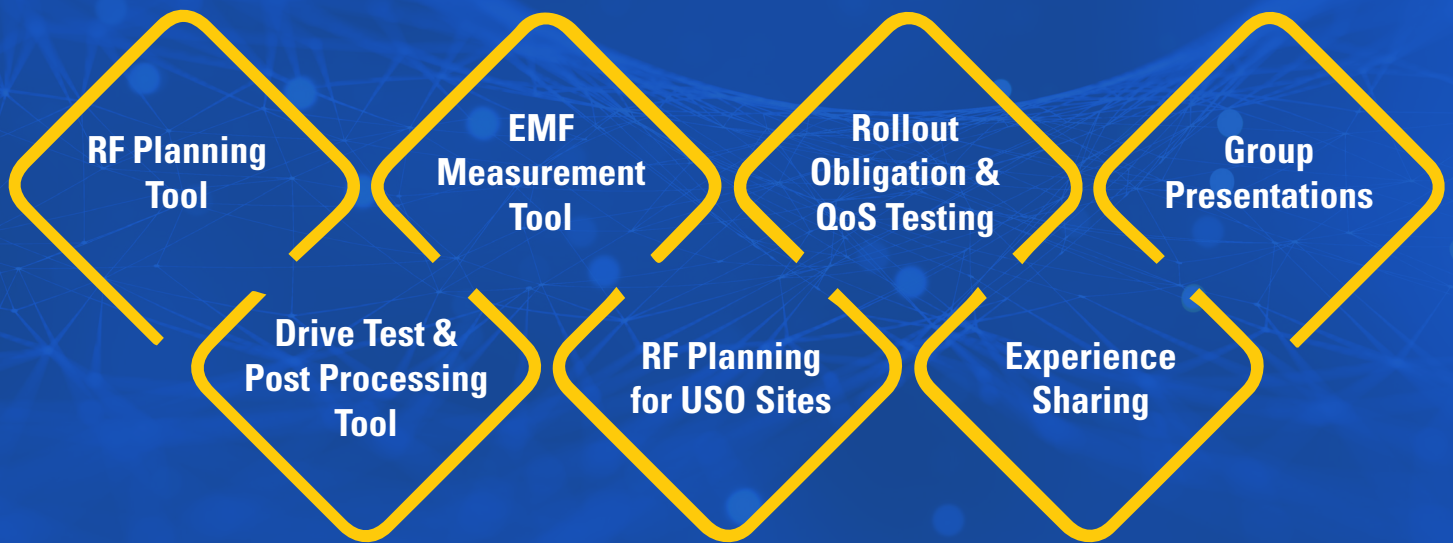 RF Planning
Tool
EMF
Measurement
Tool
Rollout
Obligation &
QoS Testing
Group
Presentations
Drive Test &
Post Processing
Tool
RF Planning
for USO Sites
Experience
Sharing